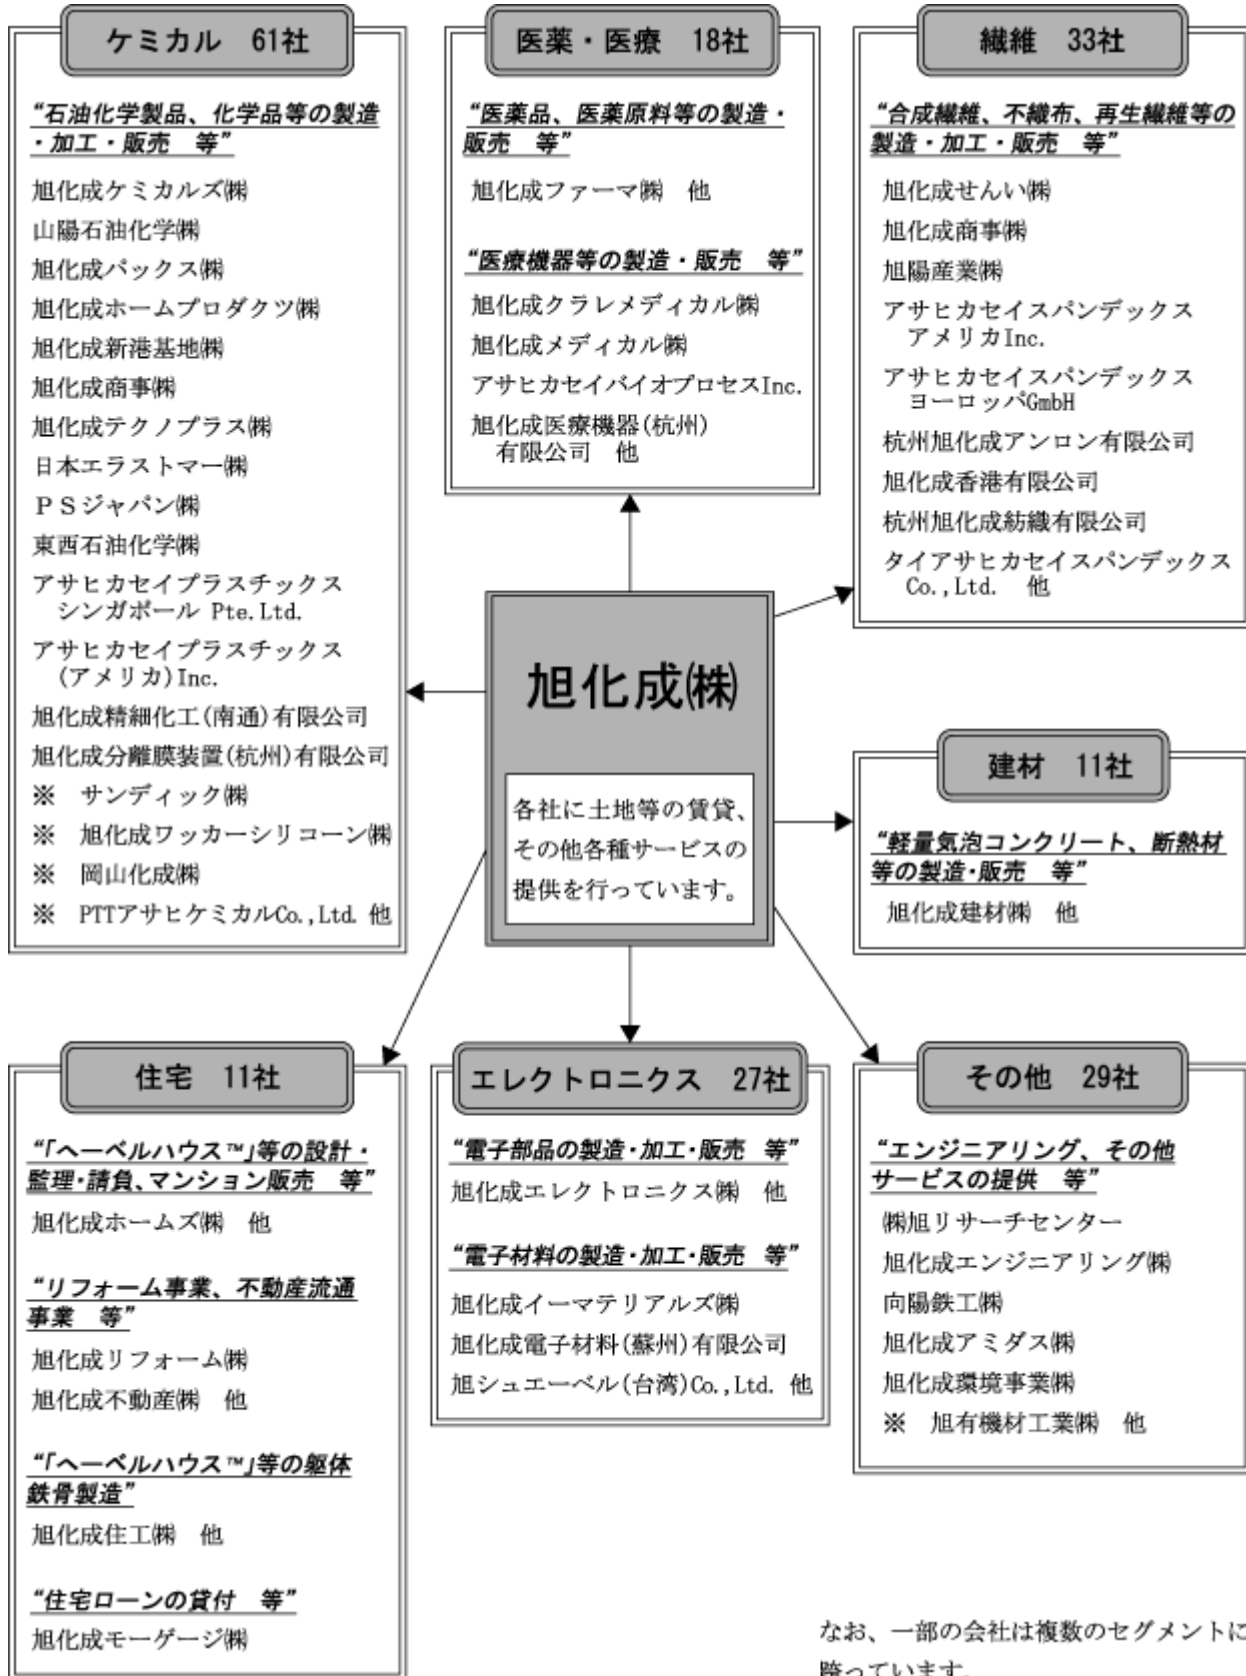 ケミカル 61社
“石油化学製品、化学品等の製造
・加工・販売 等”
旭化成ケミカルズ㈱
山陽石油化学㈱
旭化成パックス㈱
旭化成ホームプロダクツ㈱
旭化成新港基地㈱
旭化成商事㈱
旭化成テクノプラス㈱
日本エラストマー㈱
ＰＳジャパン㈱
東西石油化学㈱
アサヒカセイプラスチックス
シンガポール Pte.Ltd.
アサヒカセイプラスチックス
(アメリカ)Inc.
旭化成精細化工(南通)有限公司
旭化成分離膜装置(杭州)有限公司
※ サンディック㈱
※ 旭化成ワッカーシリコーン㈱
※ 岡山化成㈱
※ PTTアサヒケミカルCo.,Ltd. 他
医薬・医療 18社
“医薬品、医薬原料等の製造・
販売 等”
旭化成ファーマ㈱ 他
“医療機器等の製造・販売 等”
旭化成クラレメディカル㈱
旭化成メディカル㈱
アサヒカセイバイオプロセスInc.
旭化成医療機器(杭州)
有限公司 他
繊維 33社
“合成繊維、不織布、再生繊維等の
製造・加工・販売 等”
旭化成せんい㈱
旭化成商事㈱
旭陽産業㈱
アサヒカセイスパンデックス
アメリカInc.
アサヒカセイスパンデックス
ヨーロッパGmbH
杭州旭化成アンロン有限公司
旭化成香港有限公司
杭州旭化成紡織有限公司
タイアサヒカセイスパンデックス
Co.,Ltd. 他
旭化成㈱
各社に土地等の賃貸、
その他各種サービスの
提供を行っています。
建材 11社
“軽量気泡コンクリート、断熱材
等の製造・販売 等”
旭化成建材㈱ 他
住宅 11社
“「ヘーベルハウス™」等の設計・
監理・請負、マンション販売 等”
旭化成ホームズ㈱ 他
“リフォーム事業、不動産流通
事業 等”
旭化成リフォーム㈱
旭化成不動産㈱ 他
“「ヘーベルハウス™」等の躯体
鉄骨製造”
旭化成住工㈱ 他
“住宅ローンの貸付 等”
旭化成モーゲージ㈱
エレクトロニクス 27社
“電子部品の製造・加工・販売 等”
旭化成エレクトロニクス㈱ 他
“電子材料の製造・加工・販売 等”
旭化成イーマテリアルズ㈱
旭化成電子材料(蘇州)有限公司
旭シュエーベル(台湾)Co.,Ltd. 他
その他 29社
“エンジニアリング、その他
サービスの提供 等”
㈱旭リサーチセンター
旭化成エンジニアリング㈱
向陽鉄工㈱
旭化成アミダス㈱
旭化成環境事業㈱
※ 旭有機材工業㈱ 他
なお、一部の会社は複数のセグメントに
跨っています。